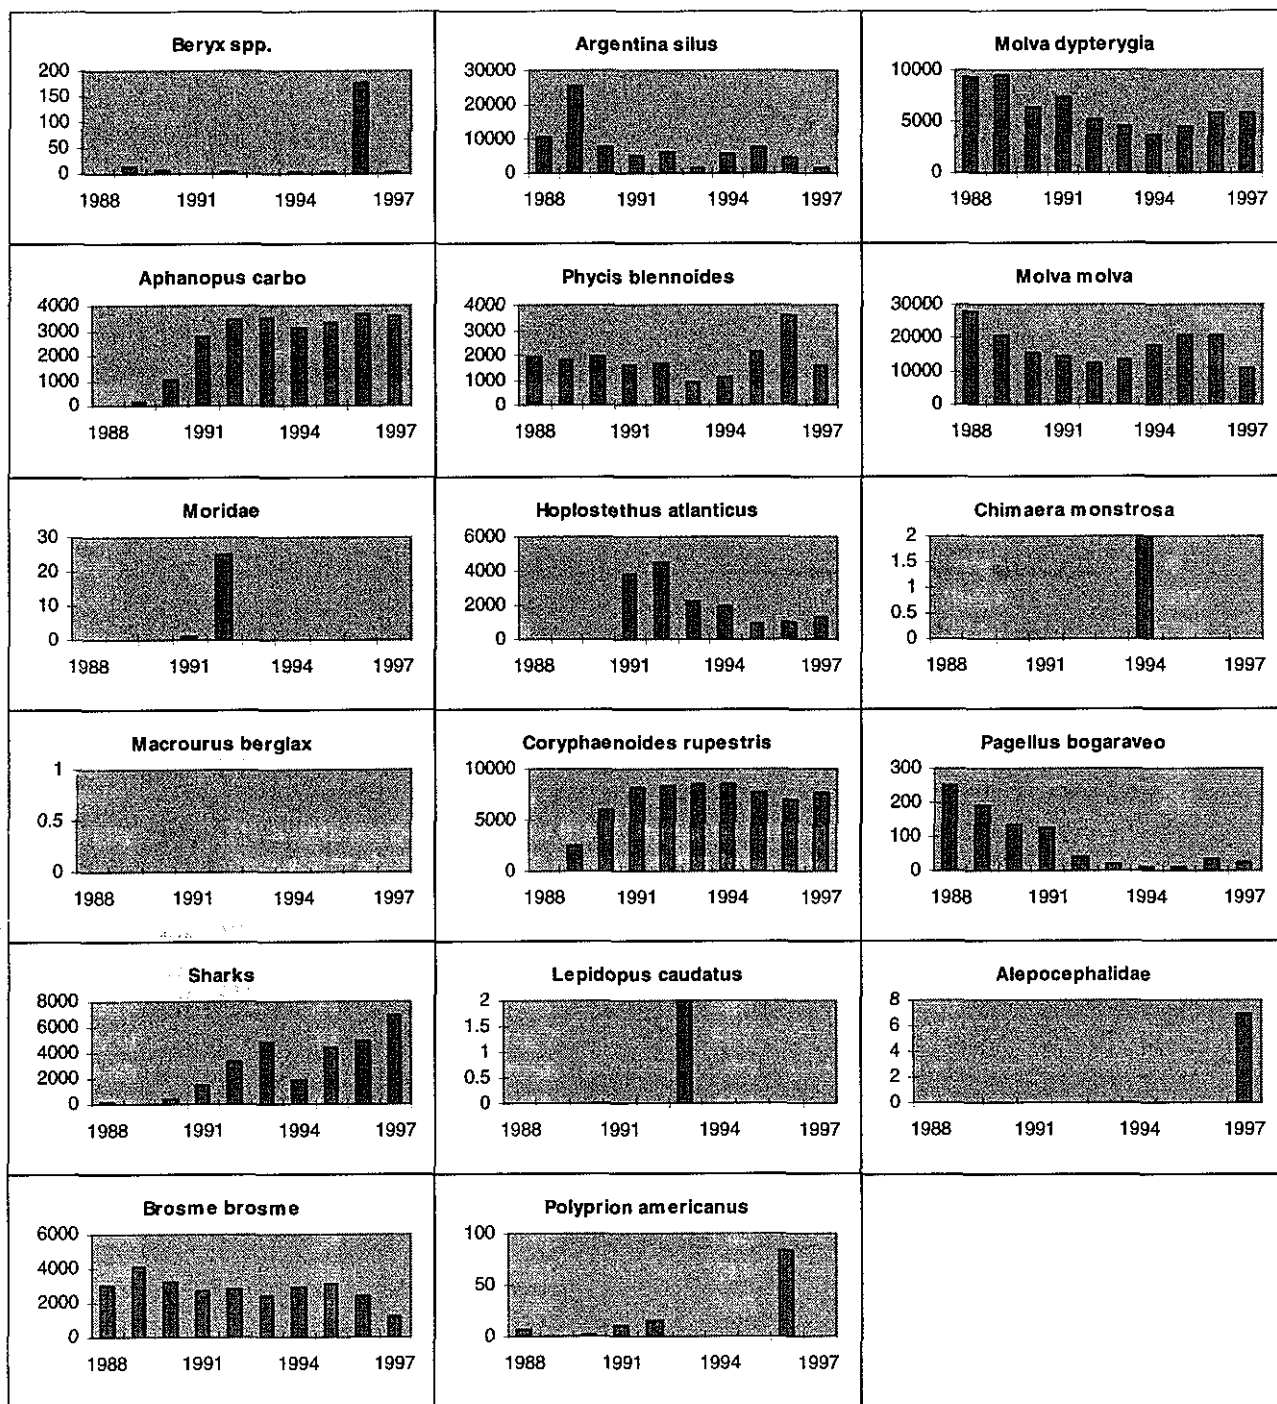 Beryx spp.
200
150
100
50
0
1988 1991 1994 1997
Argentina silus
30000
20000
10000
0
1988 1991 1994 1997
Molva dypterygia
10000
5000
0
1988 1991 1994 1997
Aphanopus carbo
4000
3000
2000
1000
0
1988 1991 1994 1997
Phycis blennoides
4000
3000
2000
1000
0
1988 1991 1994 1997
Molva molva
30000
20000
10000
0
1988 1991 1994 1997
Moridae
30
20
10
0
1988 1991 1994 1997
Hoplostethus atlanticus
6000
4000
2000
0
1988 1991 1994 1997
Chimaera monstrosa
2
1.5
1
0.5
0
1988 1991 1994 1997
Macrourus berglax
1
0.5
0
1988 1991 1994 1997
Coryphaenoides rupestris
10000
5000
0
1988 1991 1994 1997
Pagellus bogaraveo
300
200
100
0
1988 1991 1994 1997
Sharks
8000
6000
4000
2000
0
1988 1991 1994 1997
Lepidopus caudatus
2
1.5
1
0.5
0
1988 1991 1994 1997
Alepocephalidae
8
6
4
2
0
1988 1991 1994 1997
Brosme brosme
6000
4000
2000
0
1988 1991 1994 1997
Polyprion americanus
100
50
0
1988 1991 1994 1997